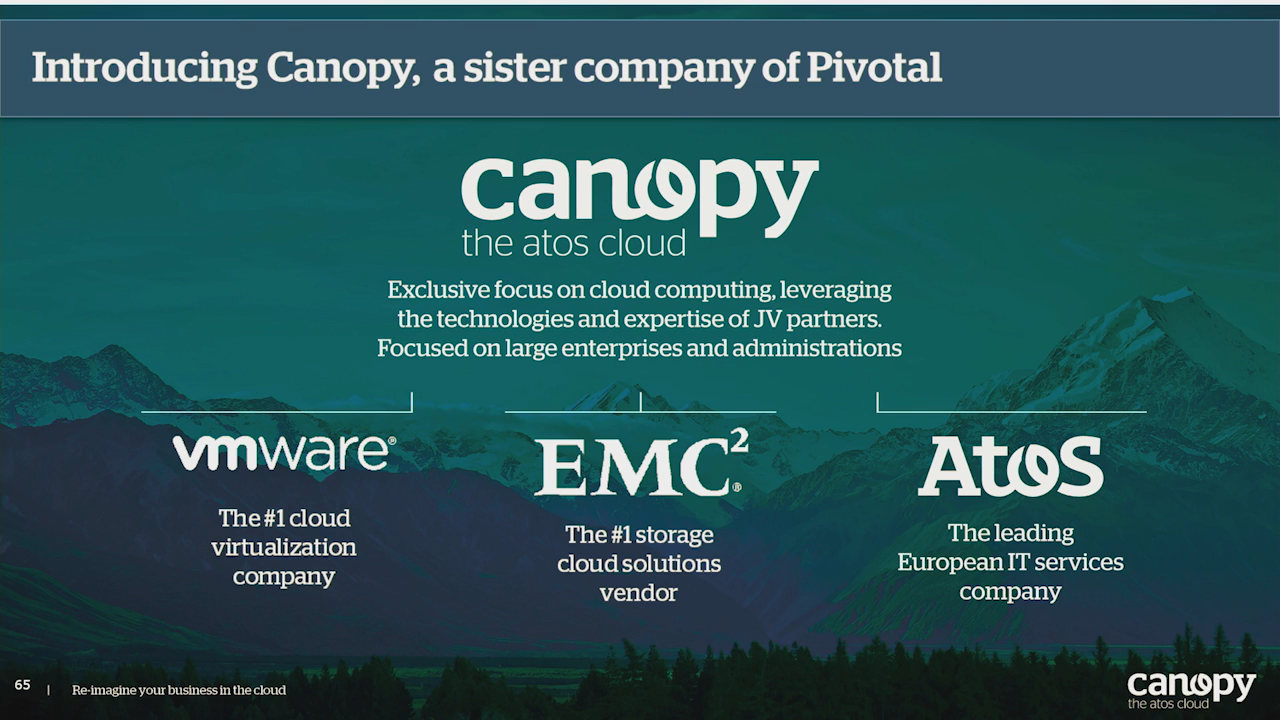 Introducing Canopy, a sister company of Pivotal
canopy
the atos cloud
Exclusive focus on cloud computing, leveraging
the technologies and expertise of JV partners.
Focused on large enterprises and administrations
vmware®
The #1 cloud
virtualization
company
EMC²®
The #1 storage
cloud solutions
vendor
Atos
The leading
European IT services
company
65 | Re-imagine your business in the cloud
canopy
the atos cloud